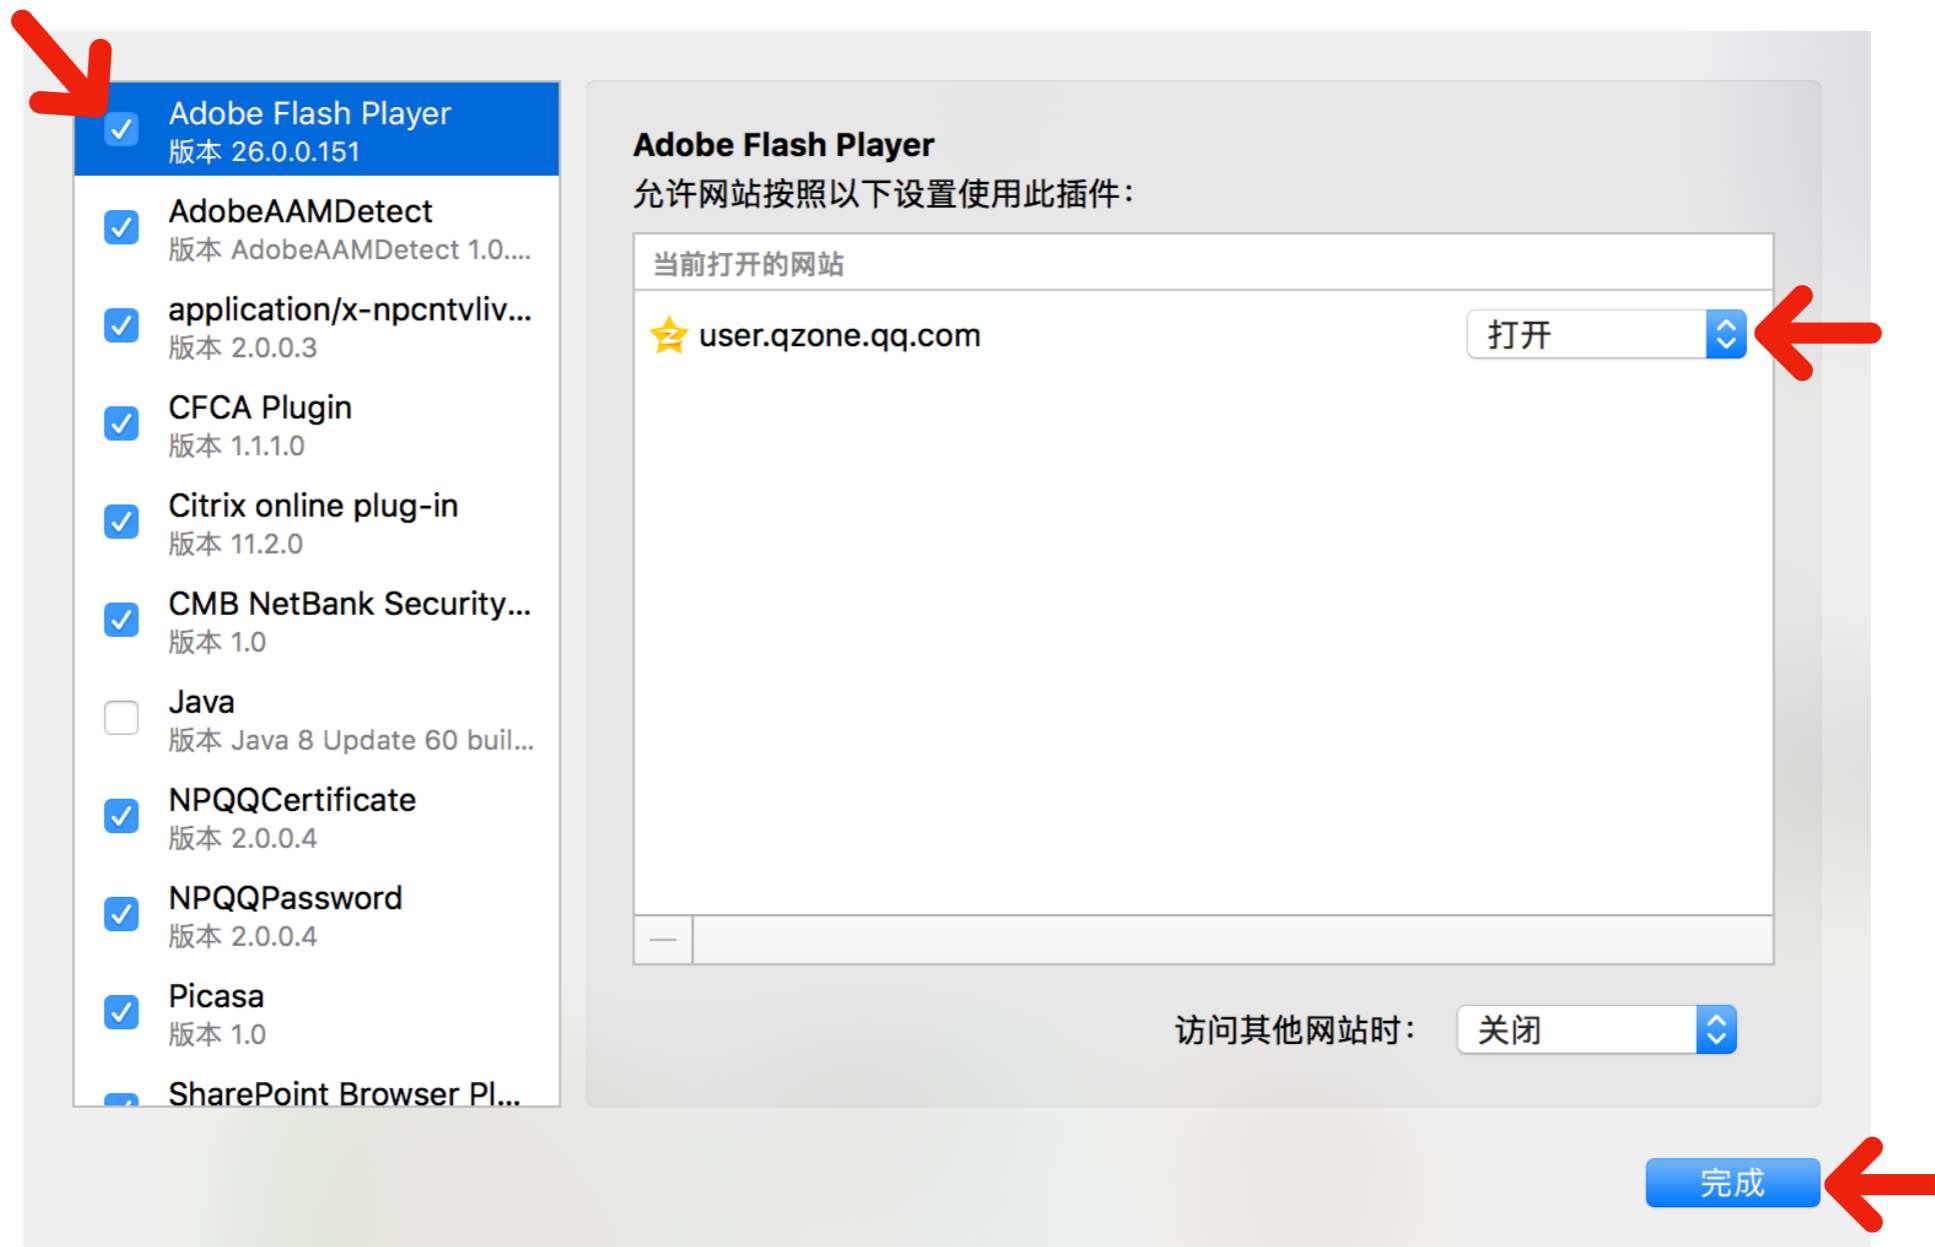 Adobe Flash Player
版本 26.0.0.151
AdobeAAMDetect
版本 AdobeAAMDetect 1.0....
application/x-npcntvliv...
版本 2.0.0.3
CFCA Plugin
版本 1.1.1.0
Citrix online plug-in
版本 11.2.0
CMB NetBank Security...
版本 1.0
Java
版本 Java 8 Update 60 buil...
NPQQCertificate
版本 2.0.0.4
NPQQPassword
版本 2.0.0.4
Picasa
版本 1.0
SharePoint Browser Pl...
Adobe Flash Player
允许网站按照以下设置使用此插件：
当前打开的网站
user.qzone.qq.com 打开
访问其他网站时： 关闭
完成